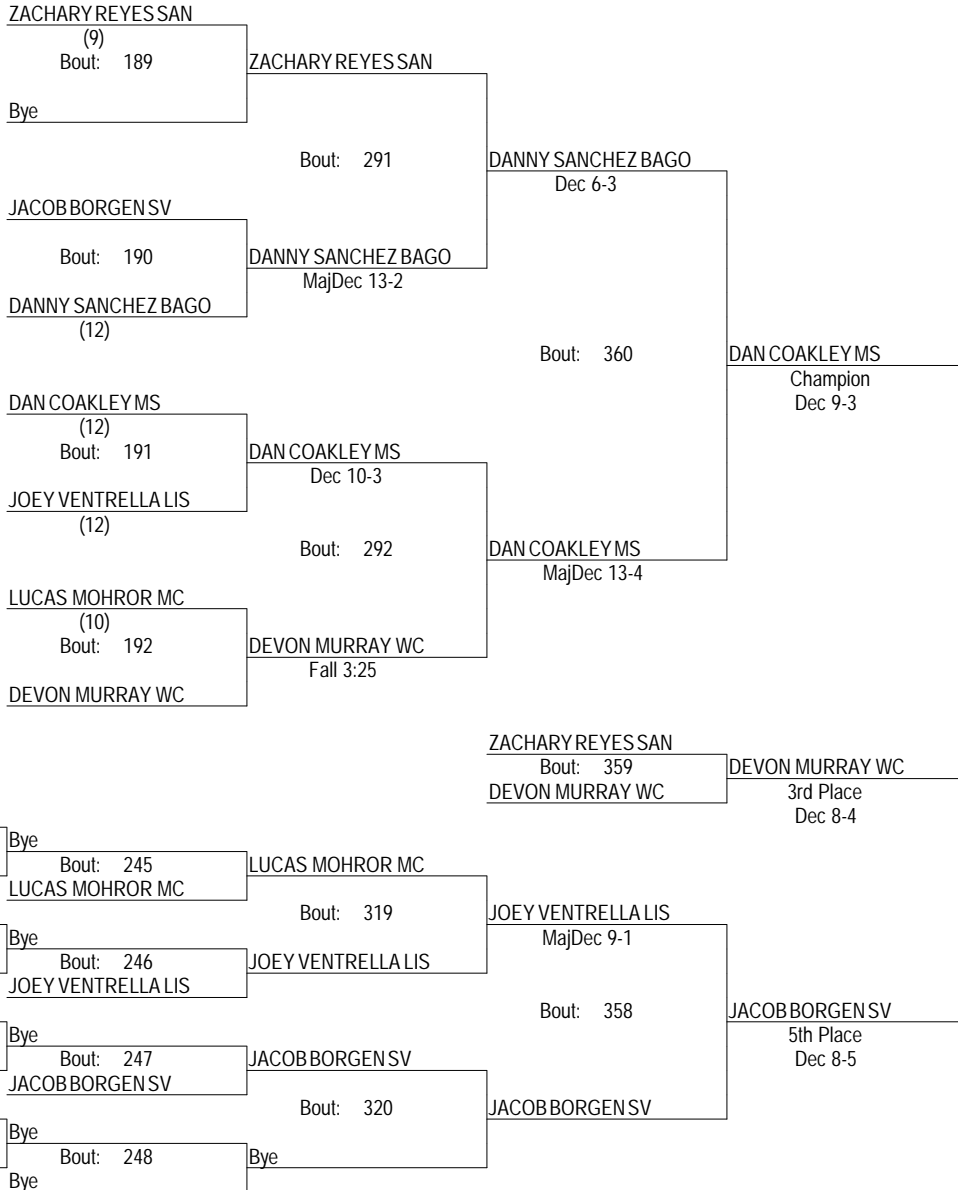 ZACHARY REYES SAN
(9)
Bout: 189
ZACHARY REYES SAN
Bye
Bout: 291
DANNY SANCHEZ BAGO
Dec 6-3
JACOB BORGEN SV
Bout: 190
DANNY SANCHEZ BAGO
MajDec 13-2
DANNY SANCHEZ BAGO
(12)
Bout: 360
DAN COAKLEY MS
Champion
Dec 9-3
DAN COAKLEY MS
(12)
Bout: 191
DAN COAKLEY MS
Dec 10-3
JOEY VENTRELLA LIS
(12)
Bout: 292
DAN COAKLEY MS
MajDec 13-4
LUCAS MOHROR MC
(10)
Bout: 192
DEVON MURRAY WC
Fall 3:25
DEVON MURRAY WC
ZACHARY REYES SAN
Bout: 359
DEVON MURRAY WC
DEVON MURRAY WC
3rd Place
Dec 8-4
Bye
Bout: 245
LUCAS MOHROR MC
LUCAS MOHROR MC
Bout: 319
JOEY VENTRELLA LIS
MajDec 9-1
Bye
Bout: 246
JOEY VENTRELLA LIS
JOEY VENTRELLA LIS
Bout: 358
JACOB BORGEN SV
5th Place
Dec 8-5
Bye
Bout: 247
JACOB BORGEN SV
JACOB BORGEN SV
Bout: 320
JACOB BORGEN SV
Bye
Bout: 248
Bye
Bye